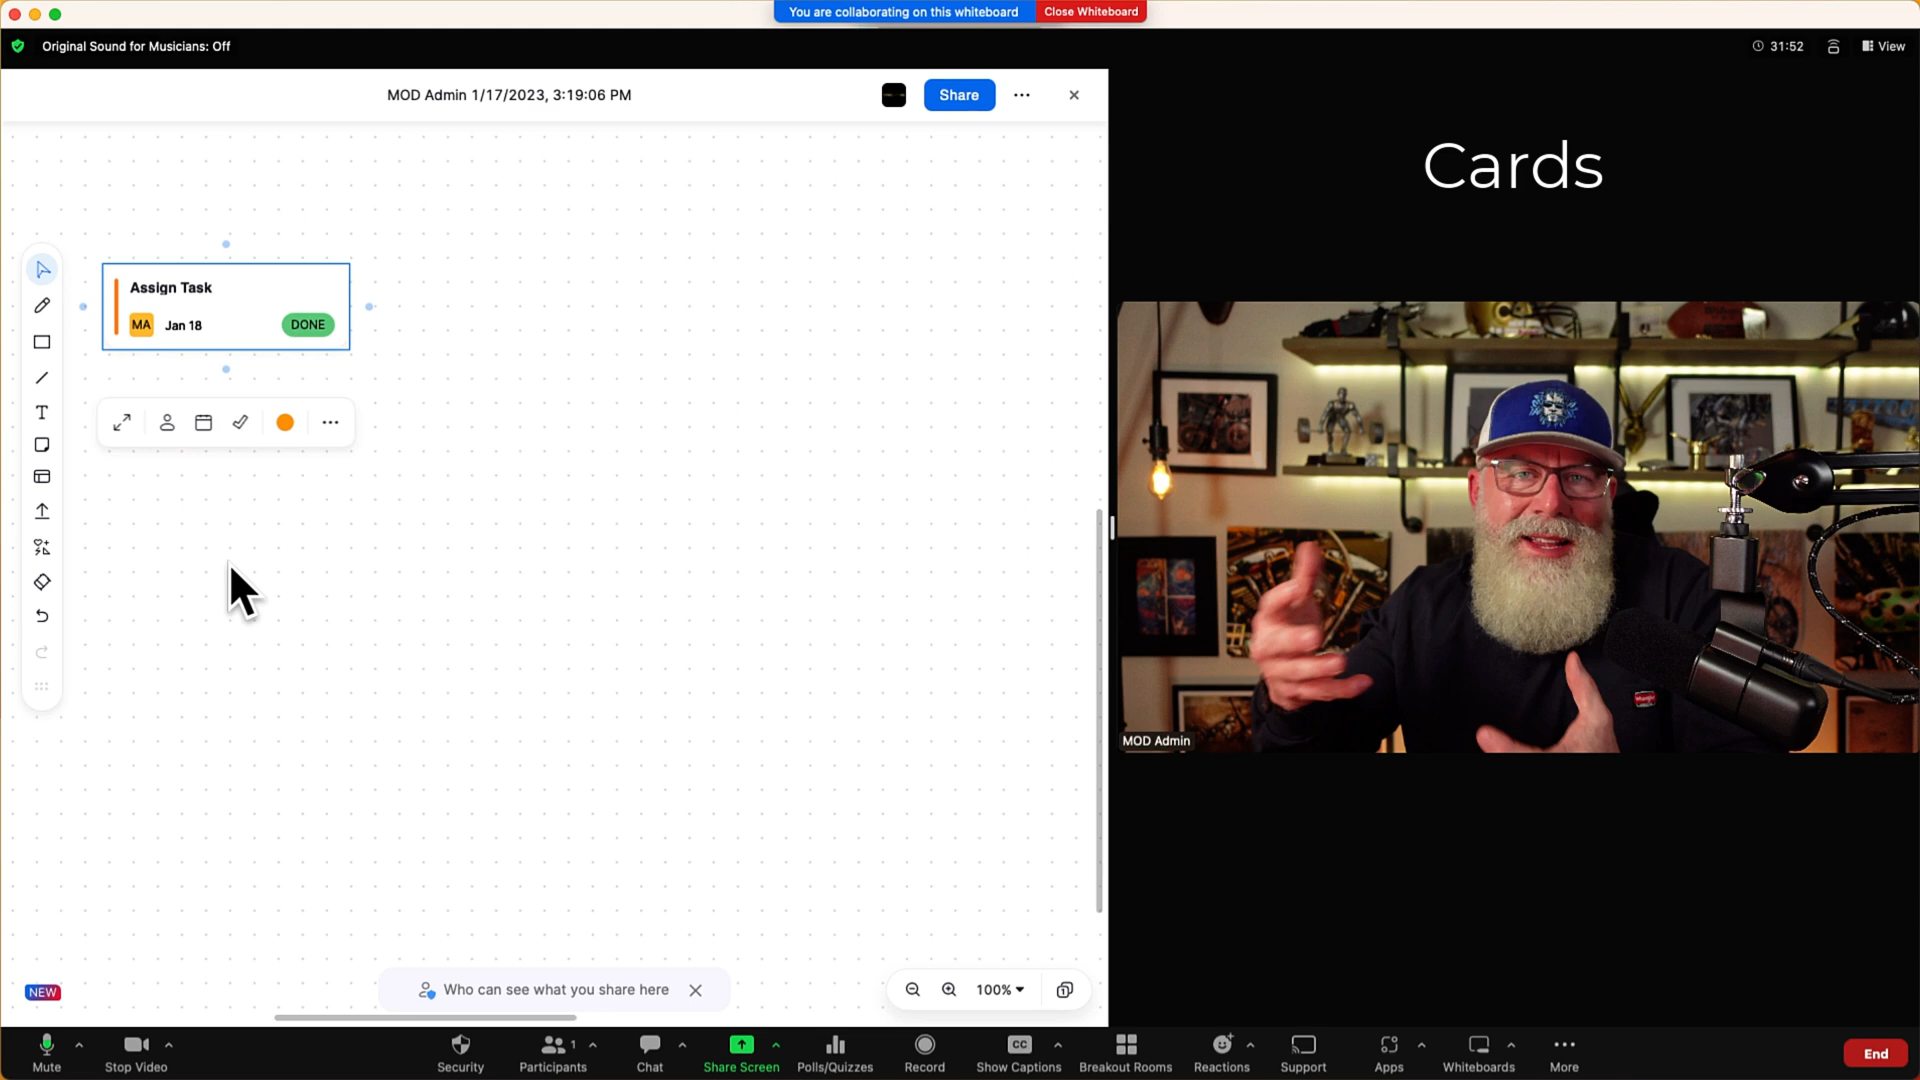 You are collaborating on this whiteboard
Close Whiteboard
Original Sound for Musicians: Off
31:52
View
MOD Admin 1/17/2023, 3:19:06 PM
Share
Cards
Assign Task
MA
Jan 18
DONE
T
MOD Admin
NEW
Who can see what you share here
100%
1
Mute
Stop Video
Security
1
Participants
Chat
Share Screen
Polls/Quizzes
Record
CC
Show Captions
Breakout Rooms
Reactions
Support
Apps
Whiteboards
More
End